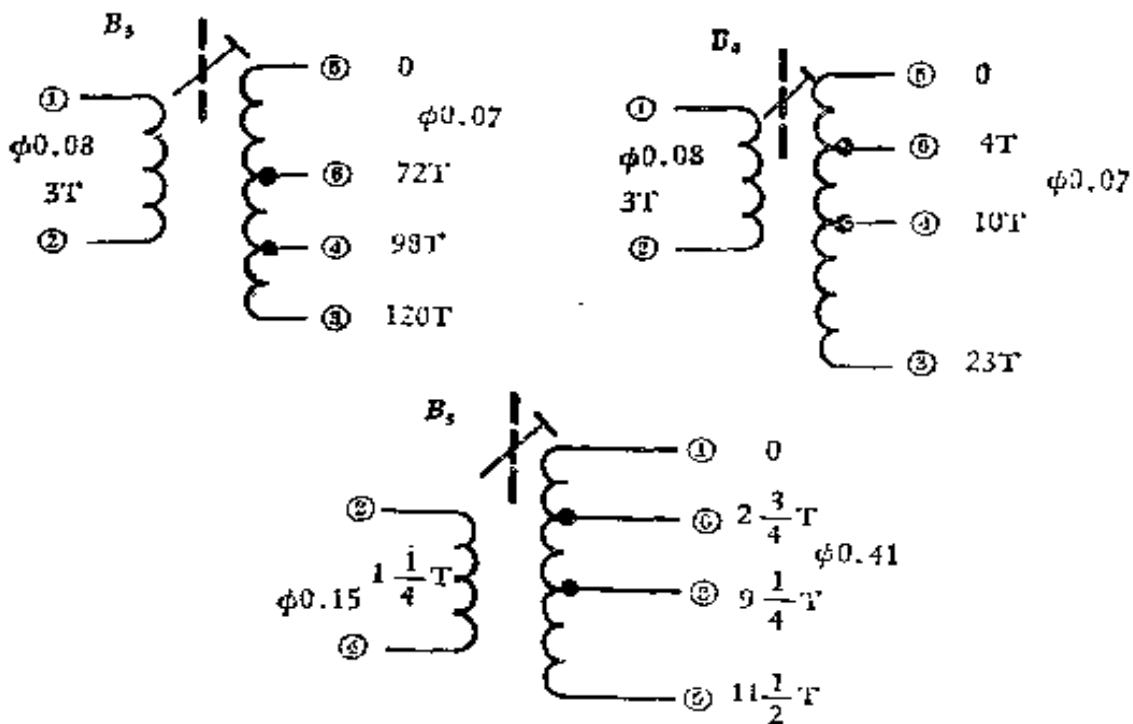 B₃
① ⑤ 0
φ0.08 φ0.07
3T ⑥ 72T
② ④ 98T
③ 120T
B₄
① ⑤ 0
φ0.08 ⑥ 4T
3T φ0.07
② ④ 10T
③ 23T
B₅
① 0
② ⑥ 2 3/4 T
φ0.15 1 1/4 T φ0.41
③ 9 1/4 T
④
⑤ 11 1/2 T